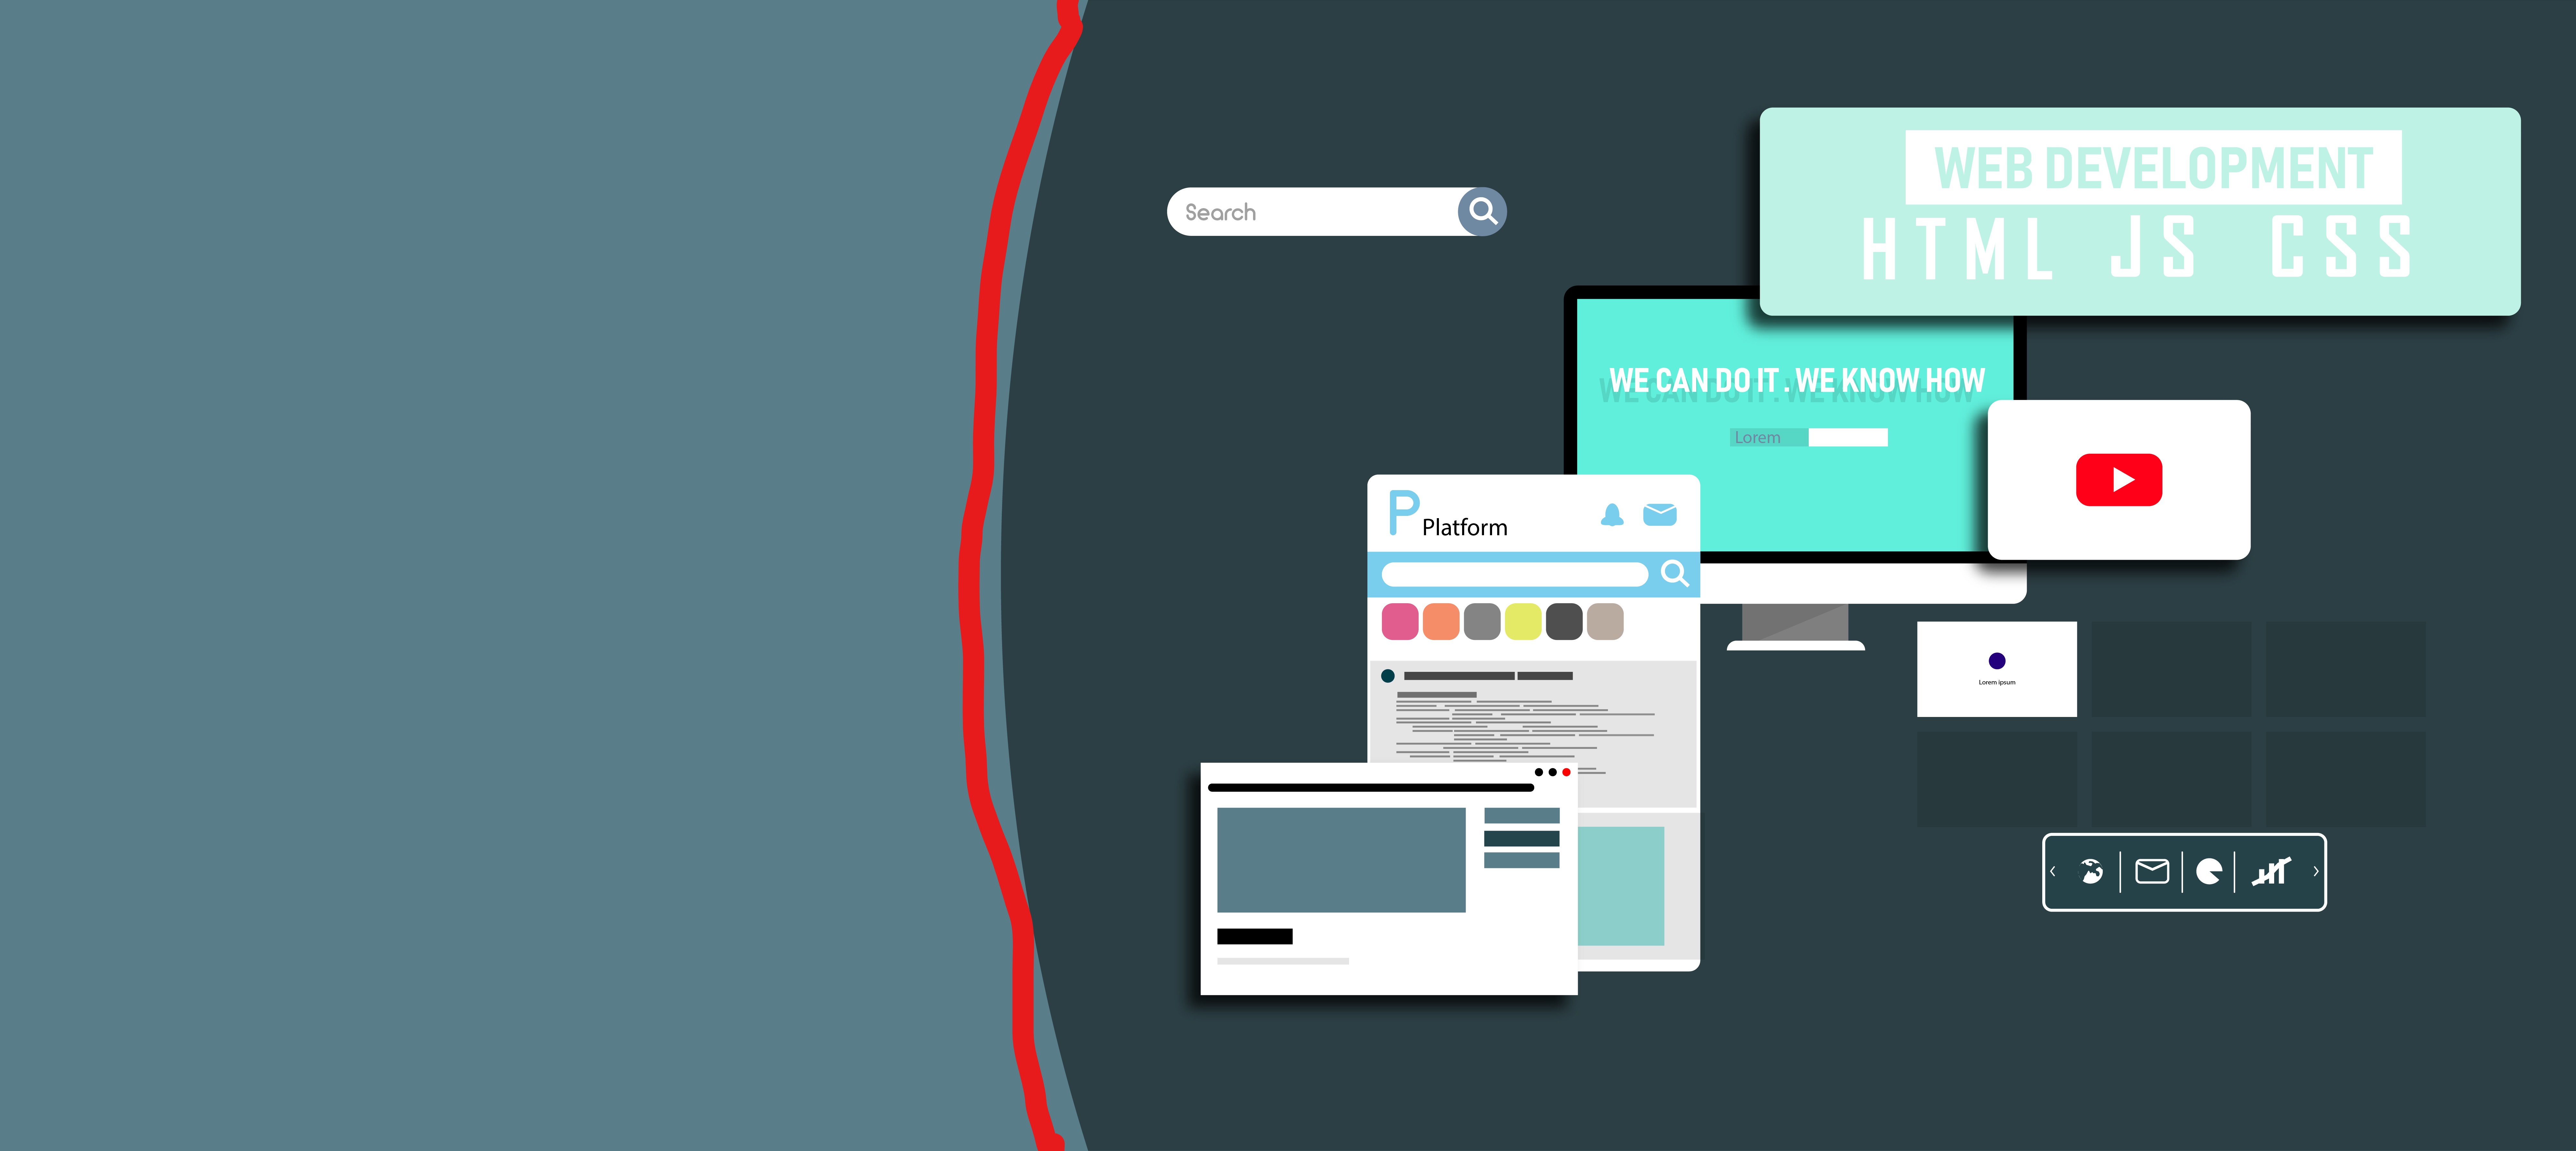 WEB DEVELOPMENT
HTML JS CSS
Search
WE CAN DO IT . WE KNOW HOW
Lorem
P Platform
Lorem ipsum